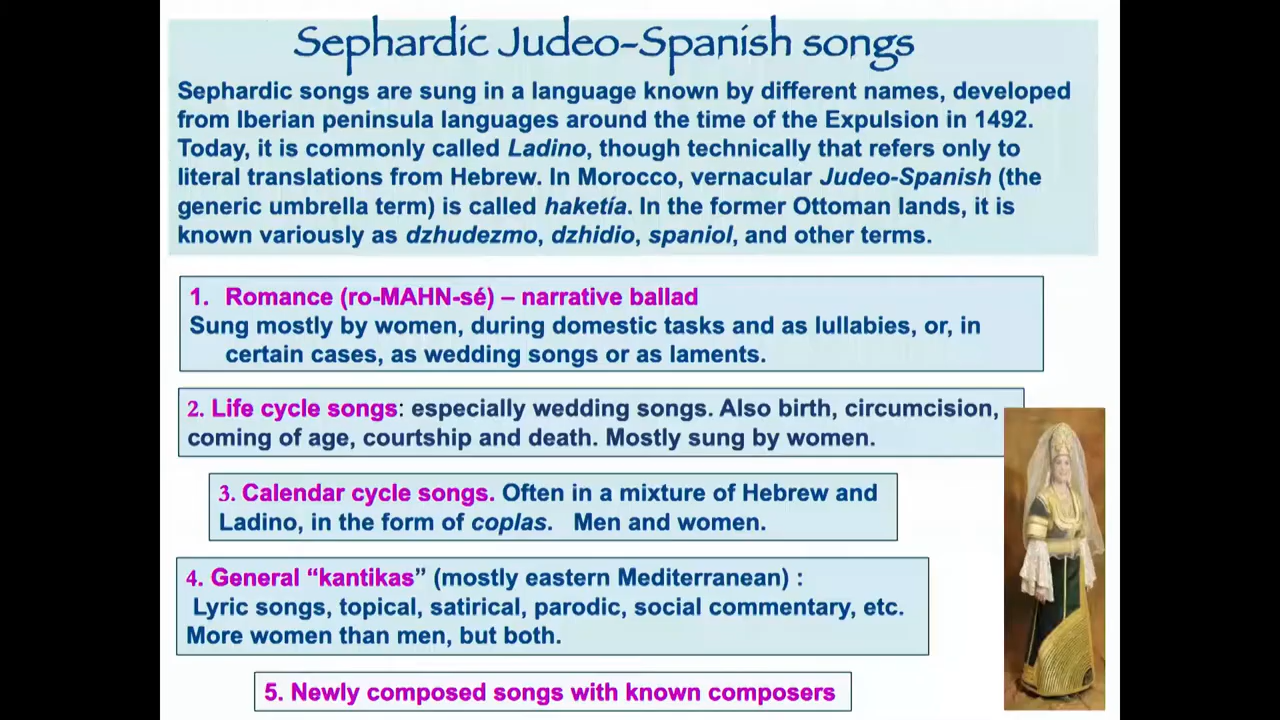 Sephardic Judeo-Spanish songs
Sephardic songs are sung in a language known by different names, developed
from Iberian peninsula languages around the time of the Expulsion in 1492.
Today, it is commonly called Ladino, though technically that refers only to
literal translations from Hebrew. In Morocco, vernacular Judeo-Spanish (the
generic umbrella term) is called haketía. In the former Ottoman lands, it is
known variously as dzhudezmo, dzhidio, spaniol, and other terms.
1. Romance (ro-MAHN-sé) – narrative ballad
Sung mostly by women, during domestic tasks and as lullabies, or, in
certain cases, as wedding songs or as laments.
2. Life cycle songs: especially wedding songs. Also birth, circumcision,
coming of age, courtship and death. Mostly sung by women.
3. Calendar cycle songs. Often in a mixture of Hebrew and
Ladino, in the form of coplas. Men and women.
4. General “kantikas” (mostly eastern Mediterranean) :
Lyric songs, topical, satirical, parodic, social commentary, etc.
More women than men, but both.
5. Newly composed songs with known composers